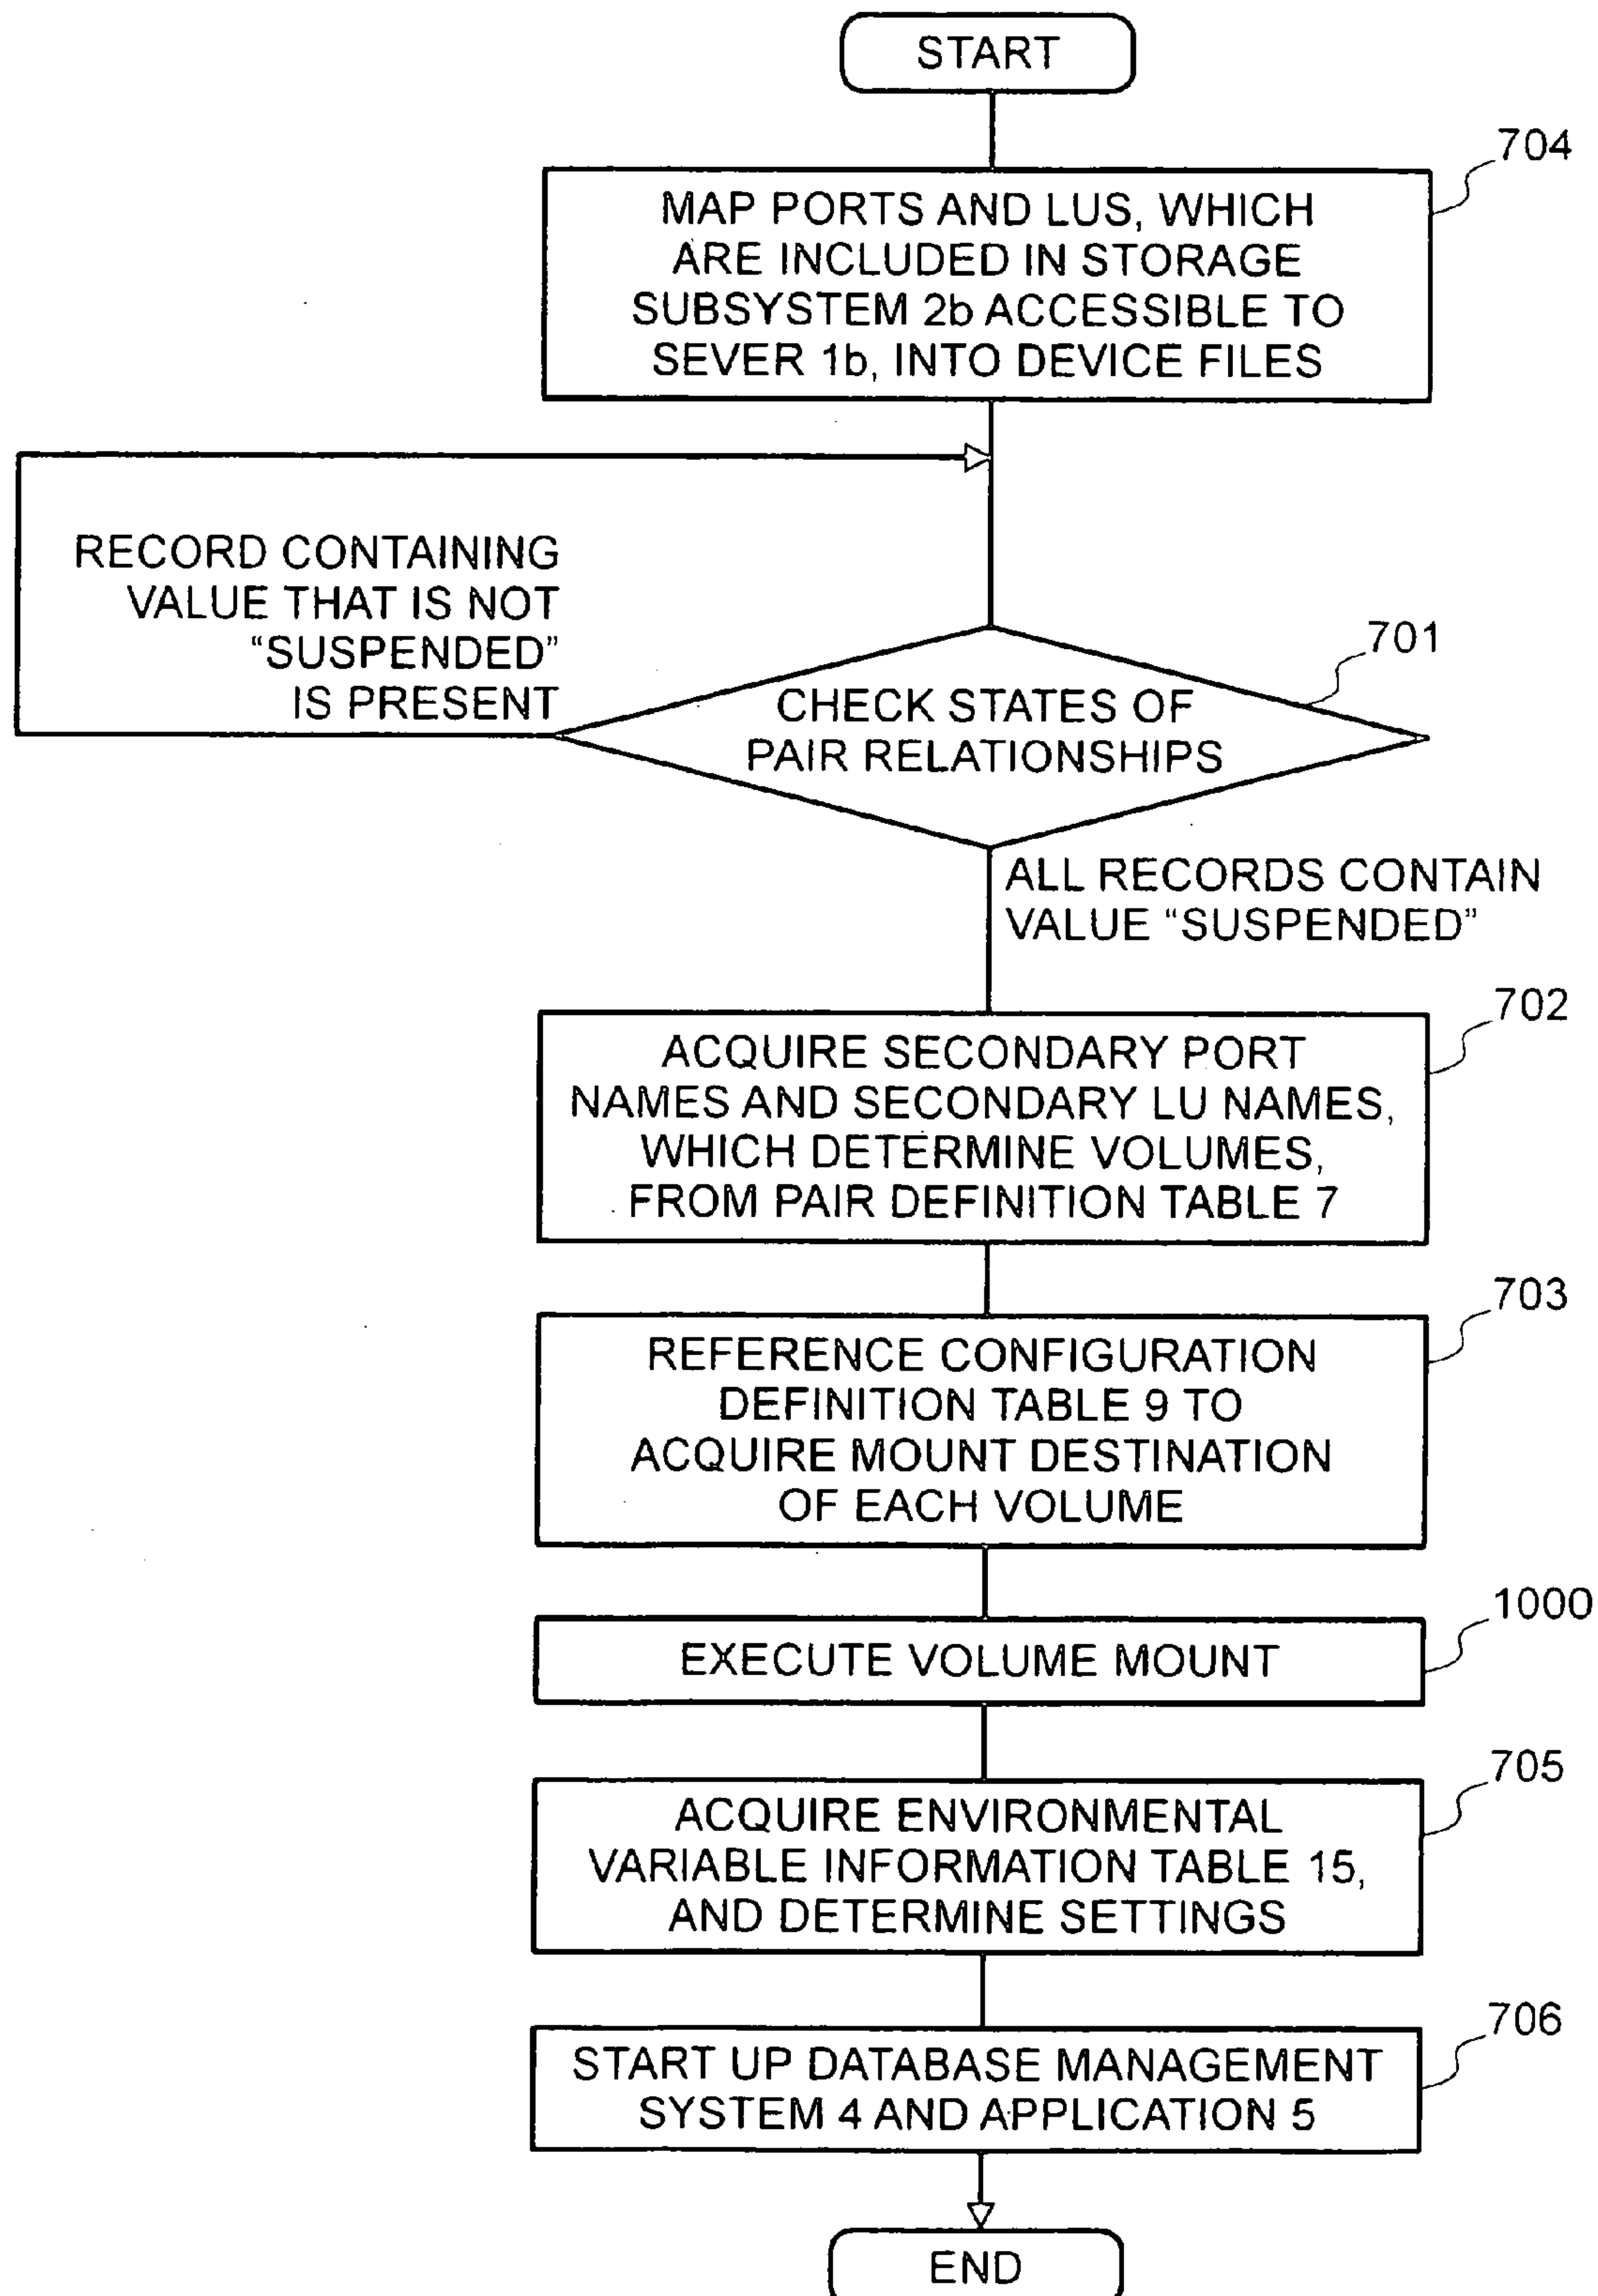 START
704
MAP PORTS AND LUS, WHICH
ARE INCLUDED IN STORAGE
SUBSYSTEM 2b ACCESSIBLE TO
SEVER 1b, INTO DEVICE FILES
RECORD CONTAINING
VALUE THAT IS NOT
“SUSPENDED”
IS PRESENT
701
CHECK STATES OF
PAIR RELATIONSHIPS
ALL RECORDS CONTAIN
VALUE “SUSPENDED”
702
ACQUIRE SECONDARY PORT
NAMES AND SECONDARY LU NAMES,
WHICH DETERMINE VOLUMES,
FROM PAIR DEFINITION TABLE 7
703
REFERENCE CONFIGURATION
DEFINITION TABLE 9 TO
ACQUIRE MOUNT DESTINATION
OF EACH VOLUME
1000
EXECUTE VOLUME MOUNT
705
ACQUIRE ENVIRONMENTAL
VARIABLE INFORMATION TABLE 15,
AND DETERMINE SETTINGS
706
START UP DATABASE MANAGEMENT
SYSTEM 4 AND APPLICATION 5
END